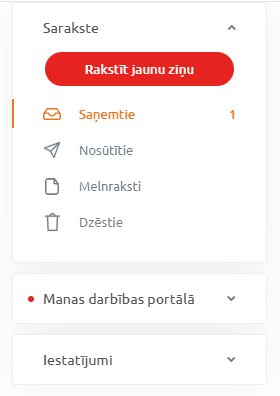 Sarakste
Rakstīt jaunu ziņu
Saņemtie 1
Nosūtītie
Melnraksti
Dzēstie
Manas darbības portālā
Iestatījumi